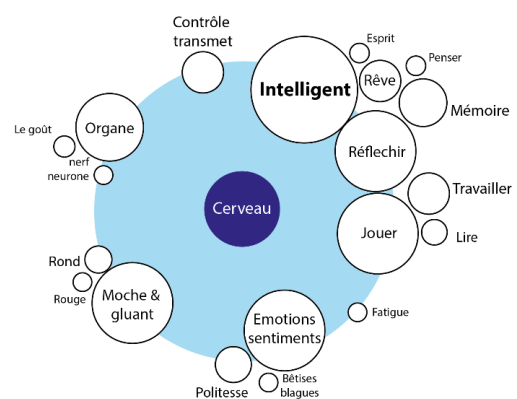 Contrôle
transmet
Esprit
Penser
Intelligent
Rêve
Mémoire
Organe
Le goût
nerf
neurone
Réflechir
Travailler
Cerveau
Jouer
Lire
Rond
Rouge
Moche &
gluant
Emotions
sentiments
Fatigue
Politesse
Bêtises
blagues